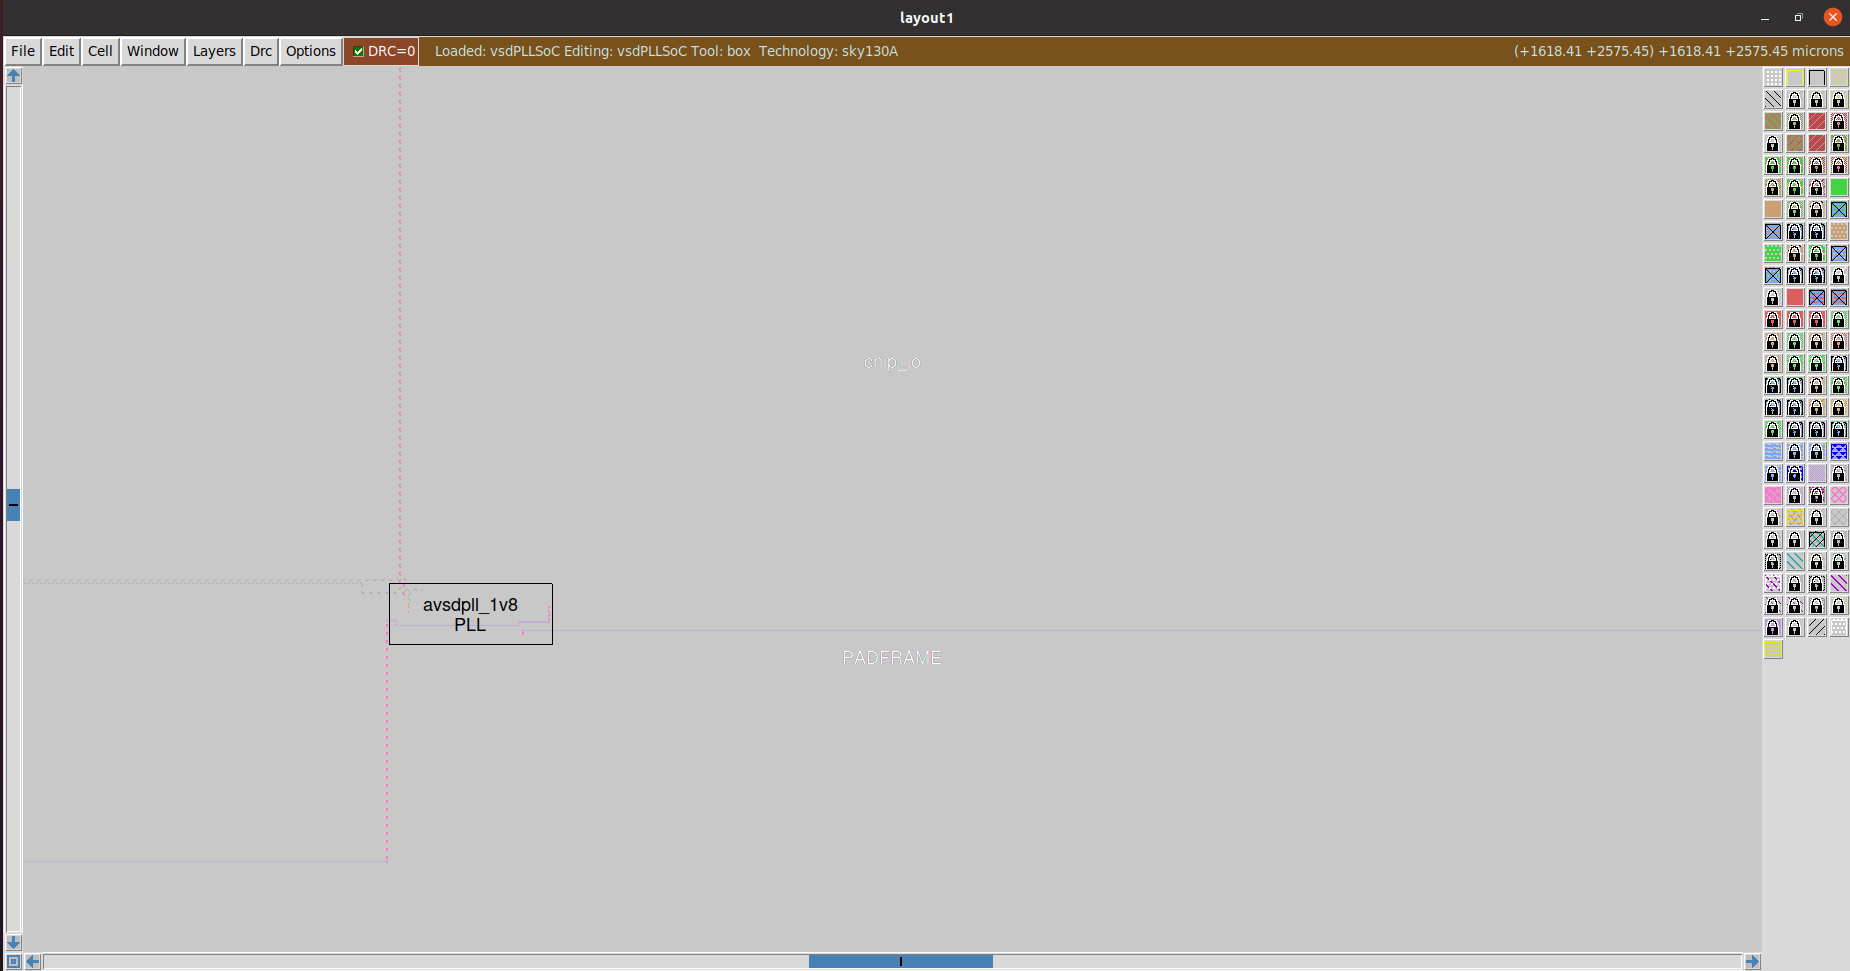 layout1
File Edit Cell Window Layers Drc Options DRC=0 Loaded: vsdPLLSoC Editing: vsdPLLSoC Tool: box Technology: sky130A (+1618.41 +2575.45) +1618.41 +2575.45 microns
chip_io
avsdpll_1v8
PLL
PADFRAME